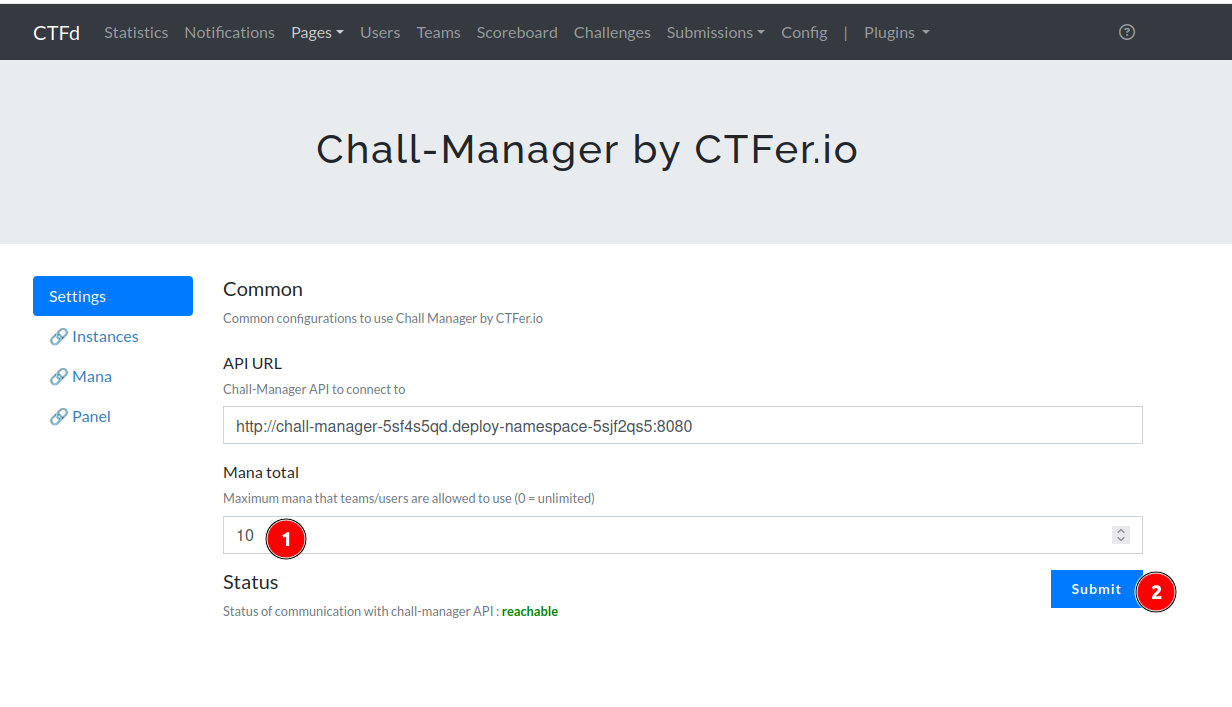 CTFd Statistics Notifications Pages Users Teams Scoreboard Challenges Submissions Config | Plugins ?
Chall-Manager by CTFer.io
Settings
Instances
Mana
Panel
Common
Common configurations to use Chall Manager by CTFer.io
API URL
Chall-Manager API to connect to
http://chall-manager-5sf4s5qd.deploy-namespace-5sjf2qs5:8080
Mana total
Maximum mana that teams/users are allowed to use (0 = unlimited)
10 1
Status
Submit 2
Status of communication with chall-manager API : reachable